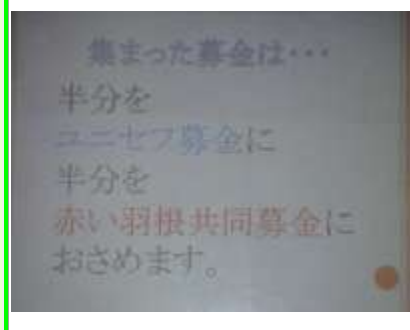 集まった募金は・・・
半分を
ユニセフ募金に
半分を
赤い羽根共同募金に
おさめます。